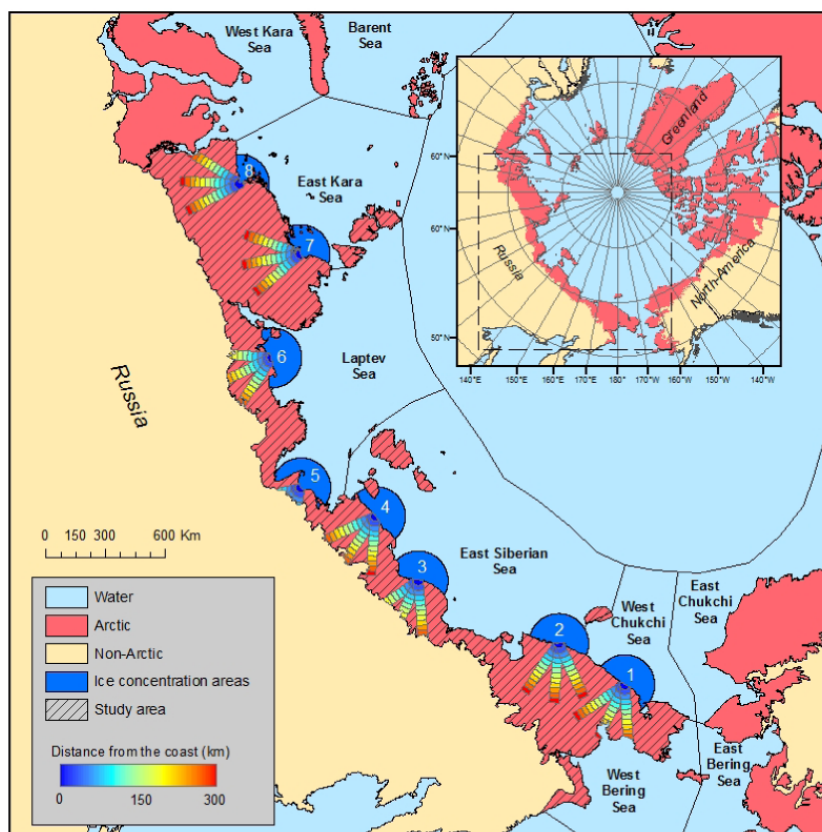 West Kara
Sea
Barent
Sea
Greenland
60°N
60°N
50°N
Russia
North-America
140°E
150°E
160°E
170°E
180°
170°W
160°W
150°W
140°W
8
East Kara
Sea
7
6
Laptev
Sea
Russia
5
4
0 150 300 600 Km
East Siberian
Sea
3
West
Chukchi
Sea
East
Chukchi
Sea
2
1
East
Bering
Sea
West
Bering
Sea
Water
Arctic
Non-Arctic
Ice concentration areas
Study area
Distance from the coast (km)
0 150 300